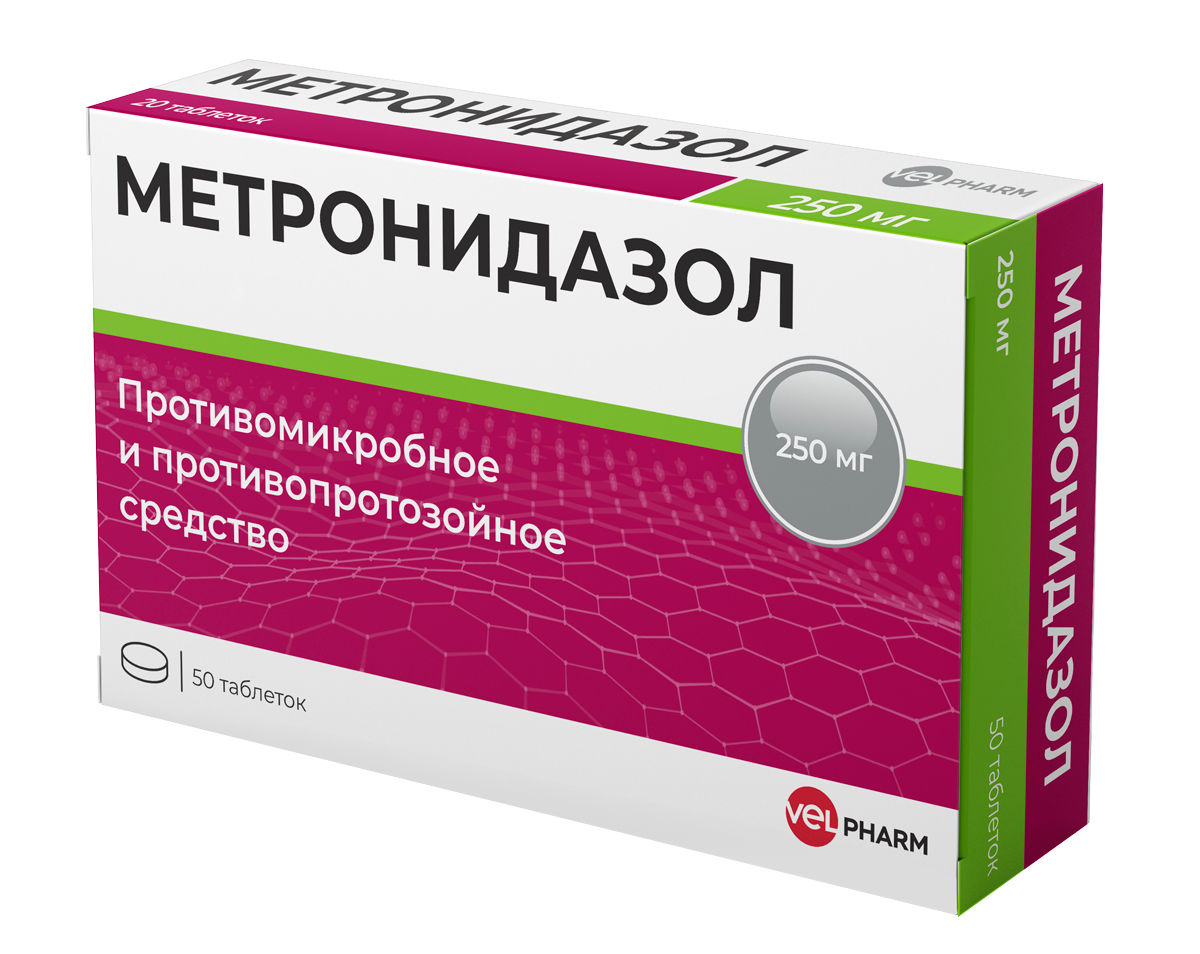 МЕТРОНИДАЗОЛ
VELPHARM
20 таблеток
250 МГ
МЕТРОНИДАЗОЛ
250 мг
Противомикробное
и противопротозойное
средство
50 таблеток
VELPHARM
250 мг
50 таблеток
МЕТРОНИДАЗОЛ